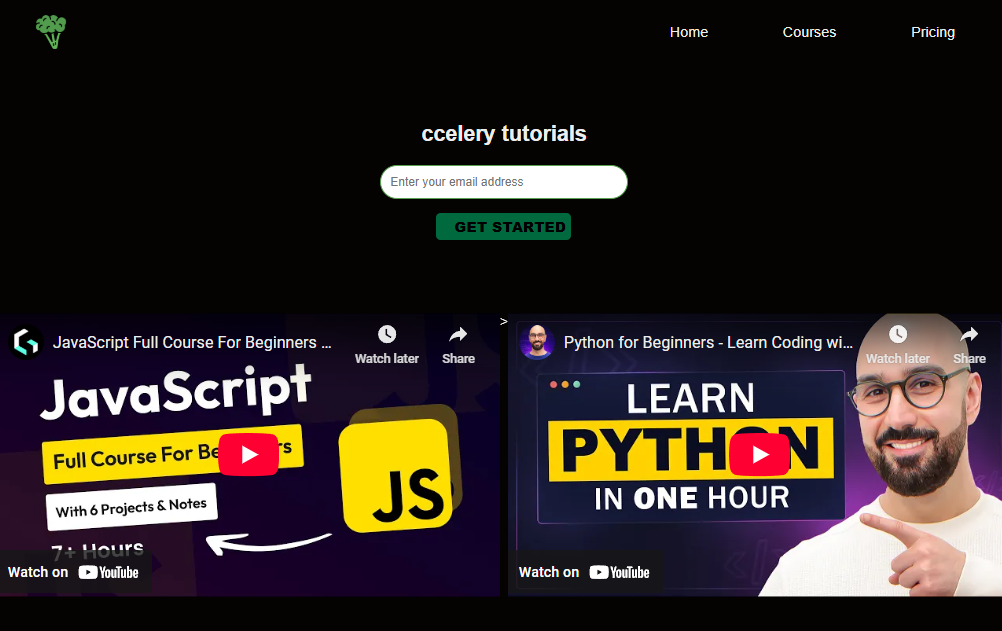 Home Courses Pricing
ccelery tutorials
Enter your email address
GET STARTED
>
JavaScript Full Course For Beginners ...
Watch later
Share
JavaScript
Full Course For Be ers
With 6 Projects & Notes
7+ Hours
JS
Watch on YouTube
Python for Beginners - Learn Coding wi...
Watch later
Share
LEARN
PYTHON
IN ONE HOUR
Watch on YouTube